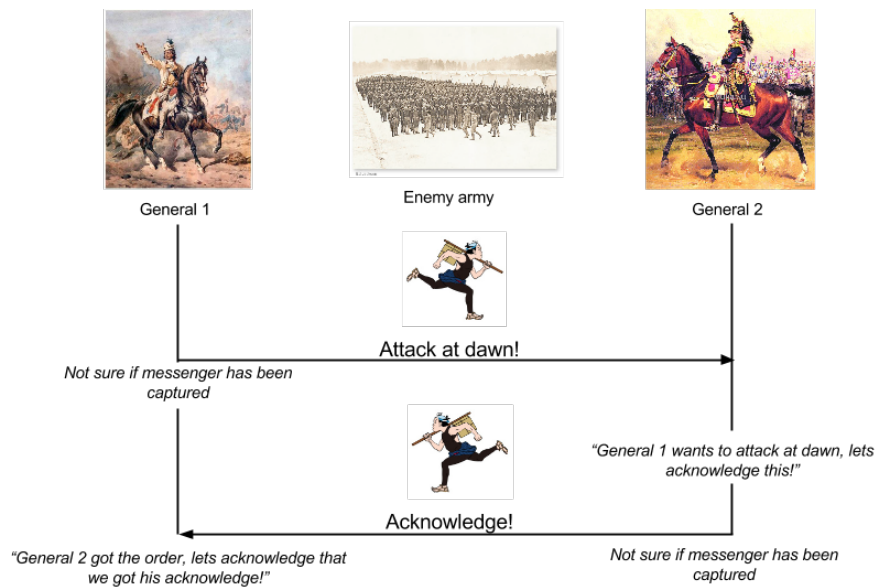 General 1
Enemy army
General 2
Attack at dawn!
Not sure if messenger has been
captured
“General 1 wants to attack at dawn, lets
acknowledge this!”
Acknowledge!
“General 2 got the order, lets acknowledge that
we got his acknowledge!”
Not sure if messenger has been
captured